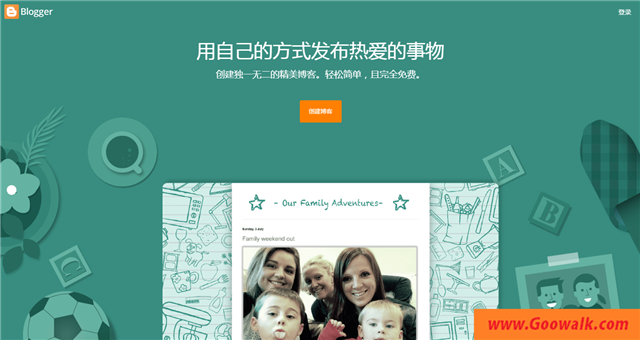 Blogger
登录
用自己的方式发布热爱的事物
创建独一无二的精美博客。轻松简单，且完全免费。
创建博客
- Our Family Adventures-
Sunday, 3 July
Family weekend out
A
B
C
www.Goowalk.com